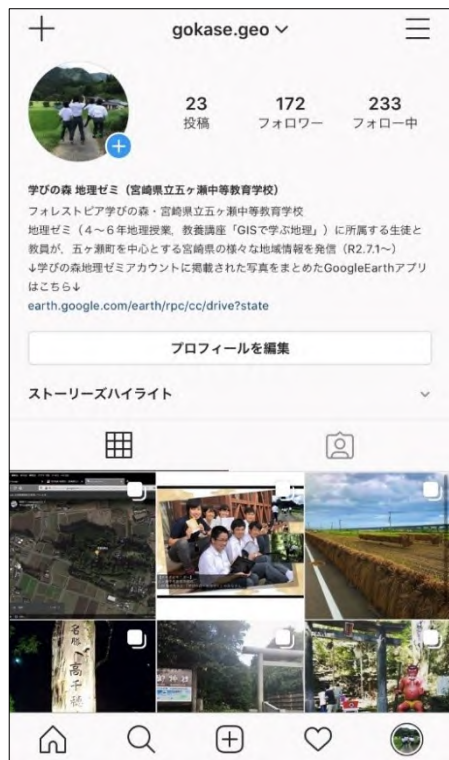 gokase.geo
23
172
233
投稿
フォロワー
フォロー中
学びの森 地理ゼミ（宮崎県立五ヶ瀬中等教育学校）
フォレストピア学びの森・宮崎県立五ヶ瀬中等教育学校
地理ゼミ（４～６年地理授業，教養講座「GISで学ぶ地理」）に所属する生徒と
教員が，五ヶ瀬町を中心とする宮崎県の様々な地域情報を発信（R2.7.1～）
↓学びの森地理ゼミアカウントに掲載された写真をまとめたGoogleEarthアプリ
はこちら↓
earth.google.com/earth/rpc/cc/drive?state
プロフィールを編集
ストーリーズハイライト
名勝
高千穂